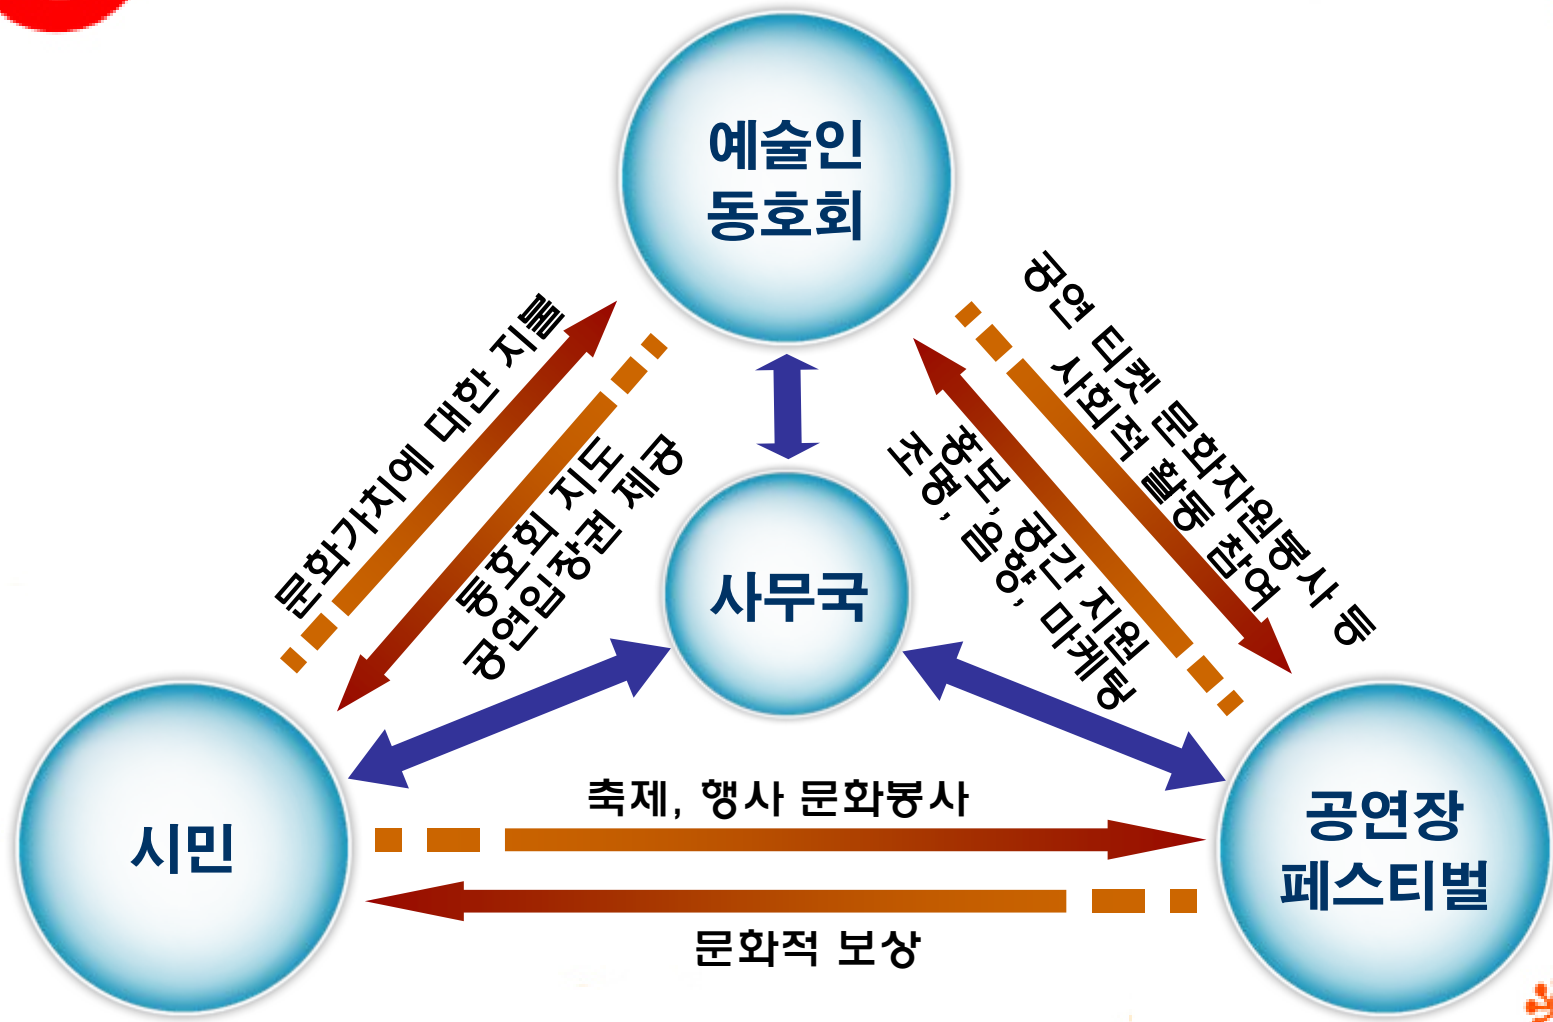 예술인
동호회
문화가치에 대한 지불
동호회 지도
공연입장권 제공
공연 티켓 문화자원봉사 등
사회적 활동 참여
홍보, 공간 지원
조명, 음향, 마케팅
사무국
시민
축제, 행사 문화봉사
문화적 보상
공연장
페스티벌